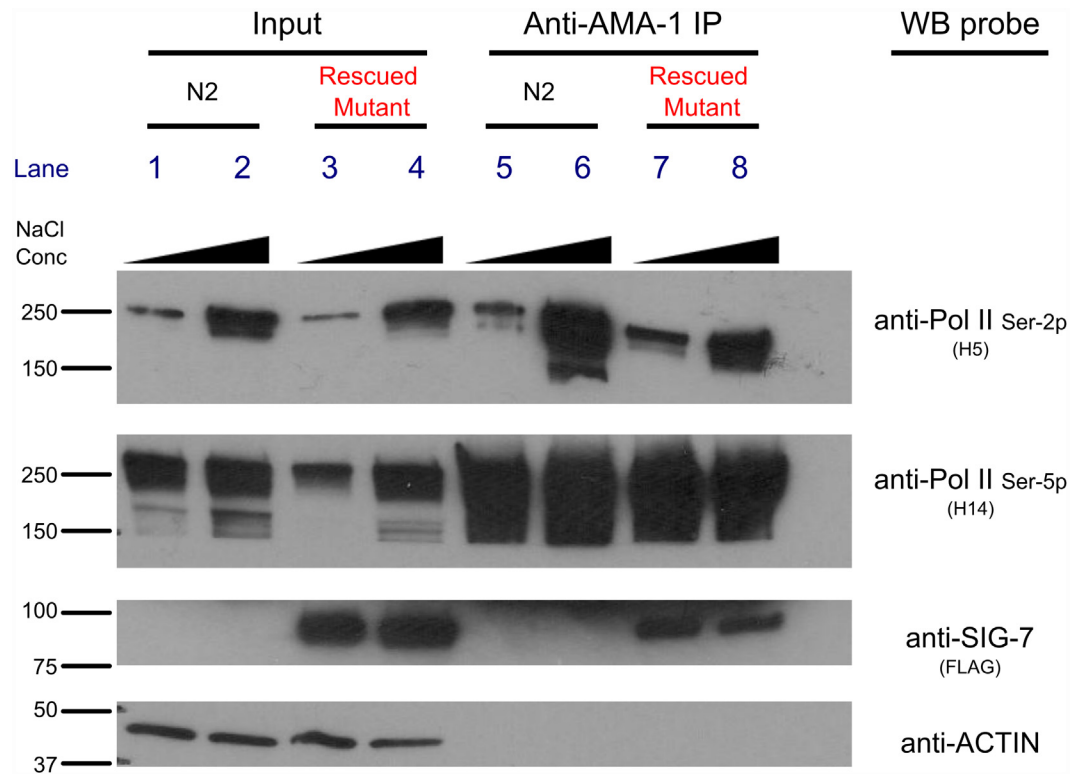 Input Anti-AMA-1 IP WB probe
N2 Rescued Mutant N2 Rescued Mutant
Lane 1 2 3 4 5 6 7 8
NaCl
Conc
250
150
anti-Pol II Ser-2p
(H5)
250
150
anti-Pol II Ser-5p
(H14)
100
75
anti-SIG-7
(FLAG)
50
37
anti-ACTIN